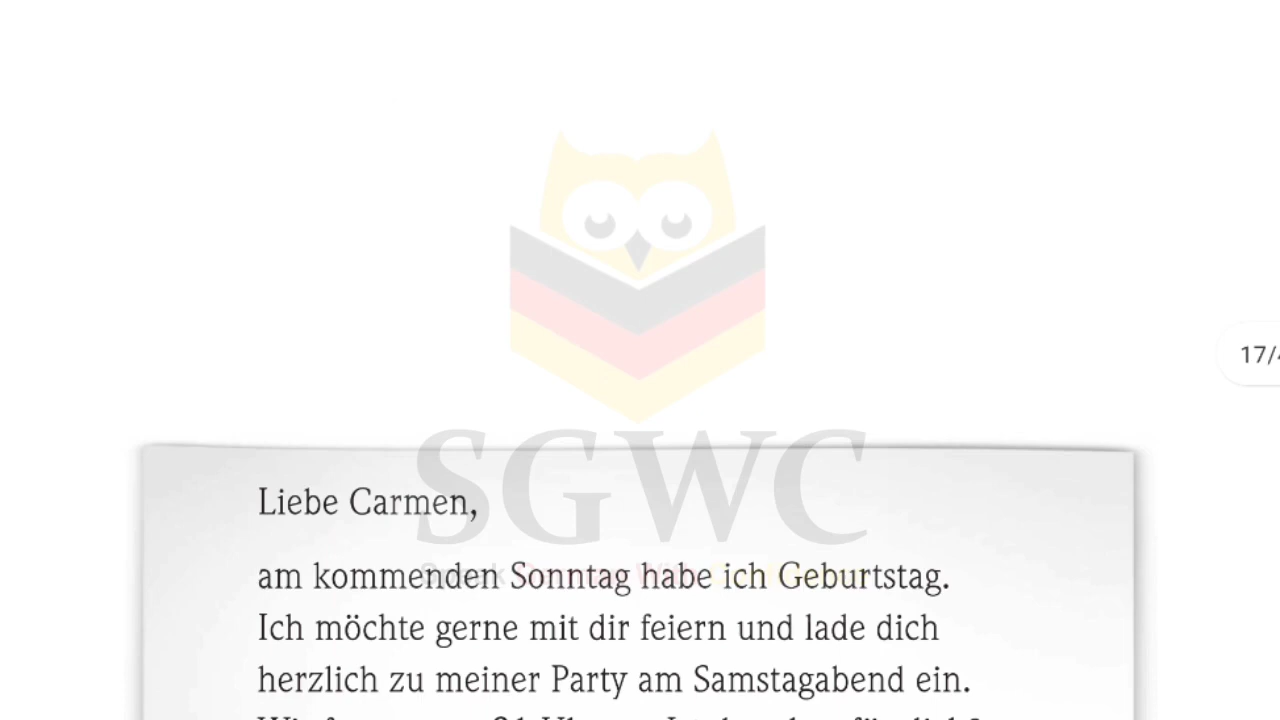 17/
SGWC
Liebe Carmen,
am kommenden Sonntag habe ich Geburtstag.
Ich möchte gerne mit dir feiern und lade dich
herzlich zu meiner Party am Samstagabend ein.